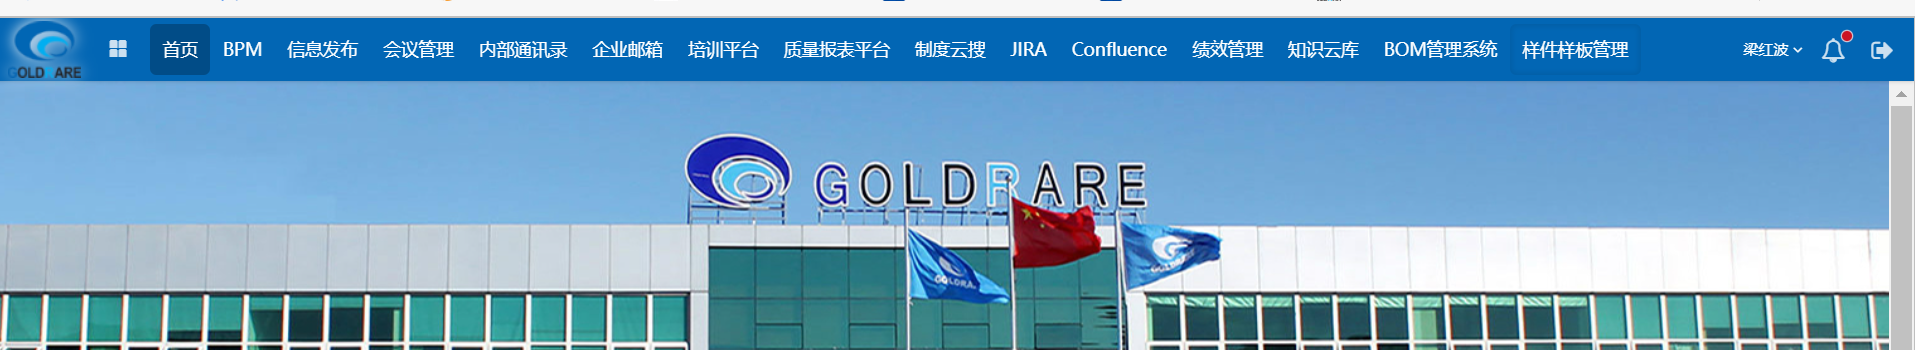 GOLDRARE 首页 BPM 信息发布 会议管理 内部通讯录 企业邮箱 培训平台 质量报表平台 制度云搜 JIRA Confluence 绩效管理 知识云库 BOM管理系统 样件样板管理 梁红波
GOLDRARE